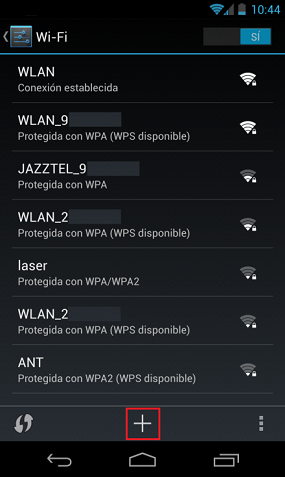 10:44
Wi-Fi
SÍ
WLAN
Conexión establecida
WLAN_9
Protegida con WPA (WPS disponible)
JAZZTEL_9
Protegida con WPA
WLAN_2
Protegida con WPA (WPS disponible)
laser
Protegida con WPA/WPA2
WLAN_2
Protegida con WPA (WPS disponible)
ANT
Protegida con WPA2 (WPS disponible)